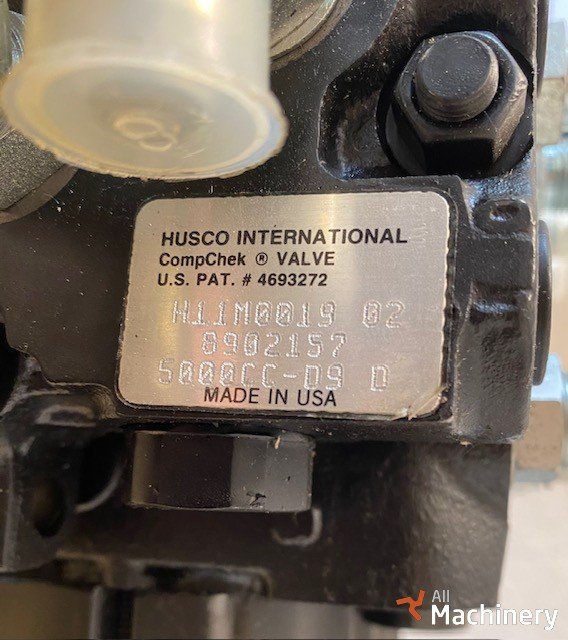 HUSCO INTERNATIONAL
CompChek ® VALVE
U.S. PAT. # 4693272
H11M0019 02
8902157
5000CC-D9 D
MADE IN USA
All
Machinery